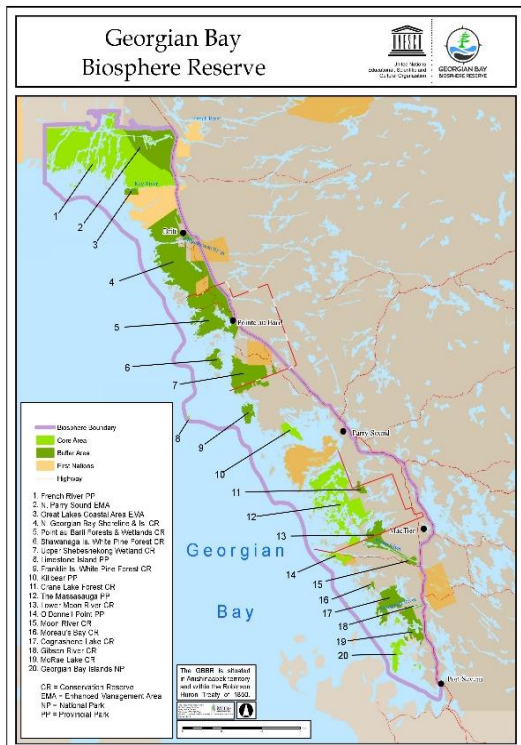 Georgian Bay
Biosphere Reserve
UNESCO
United Nations
Educational, Scientific and
Cultural Organization
GEORGIAN BAY
BIOSPHERE RESERVE
French River
Key River
1
2
3
Britt
4
5
Pointe au Baril
6
7
8
9
10
Parry Sound
11
12
13
MacTier
14
15
16
17
18
19
20
Port Severn
Georgian
Bay
Biosphere Boundary
Core Area
Buffer Area
First Nations
Highway
1. French River PP
2. N. Parry Sound EMA
3. Great Lakes Coastal Area EMA
4. N. Georgian Bay Shoreline & Is. CR
5. Point au Baril Forests & Wetlands CR
6. Shawanaga Is. White Pine Forest CR
7. Upper Shebeshekong Wetland CR
8. Limestone Island PP
9. Franklin Is. White Pine Forest CR
10. Killbear PP
11. Crane Lake Forest CR
12. The Massasauga PP
13. Lower Moon River CR
14. O'Donnell Point PP
15. Moon River CR
16. Moreau's Bay CR
17. Cognashene Lake CR
18. Gibson River CR
19. McRae Lake CR
20. Georgian Bay Islands NP
CR = Conservation Reserve
EMA = Enhanced Management Area
NP = National Park
PP = Provincial Park
The GBBR is situated
in Anishinaabek territory
and within the Robinson
Huron Treaty of 1850.